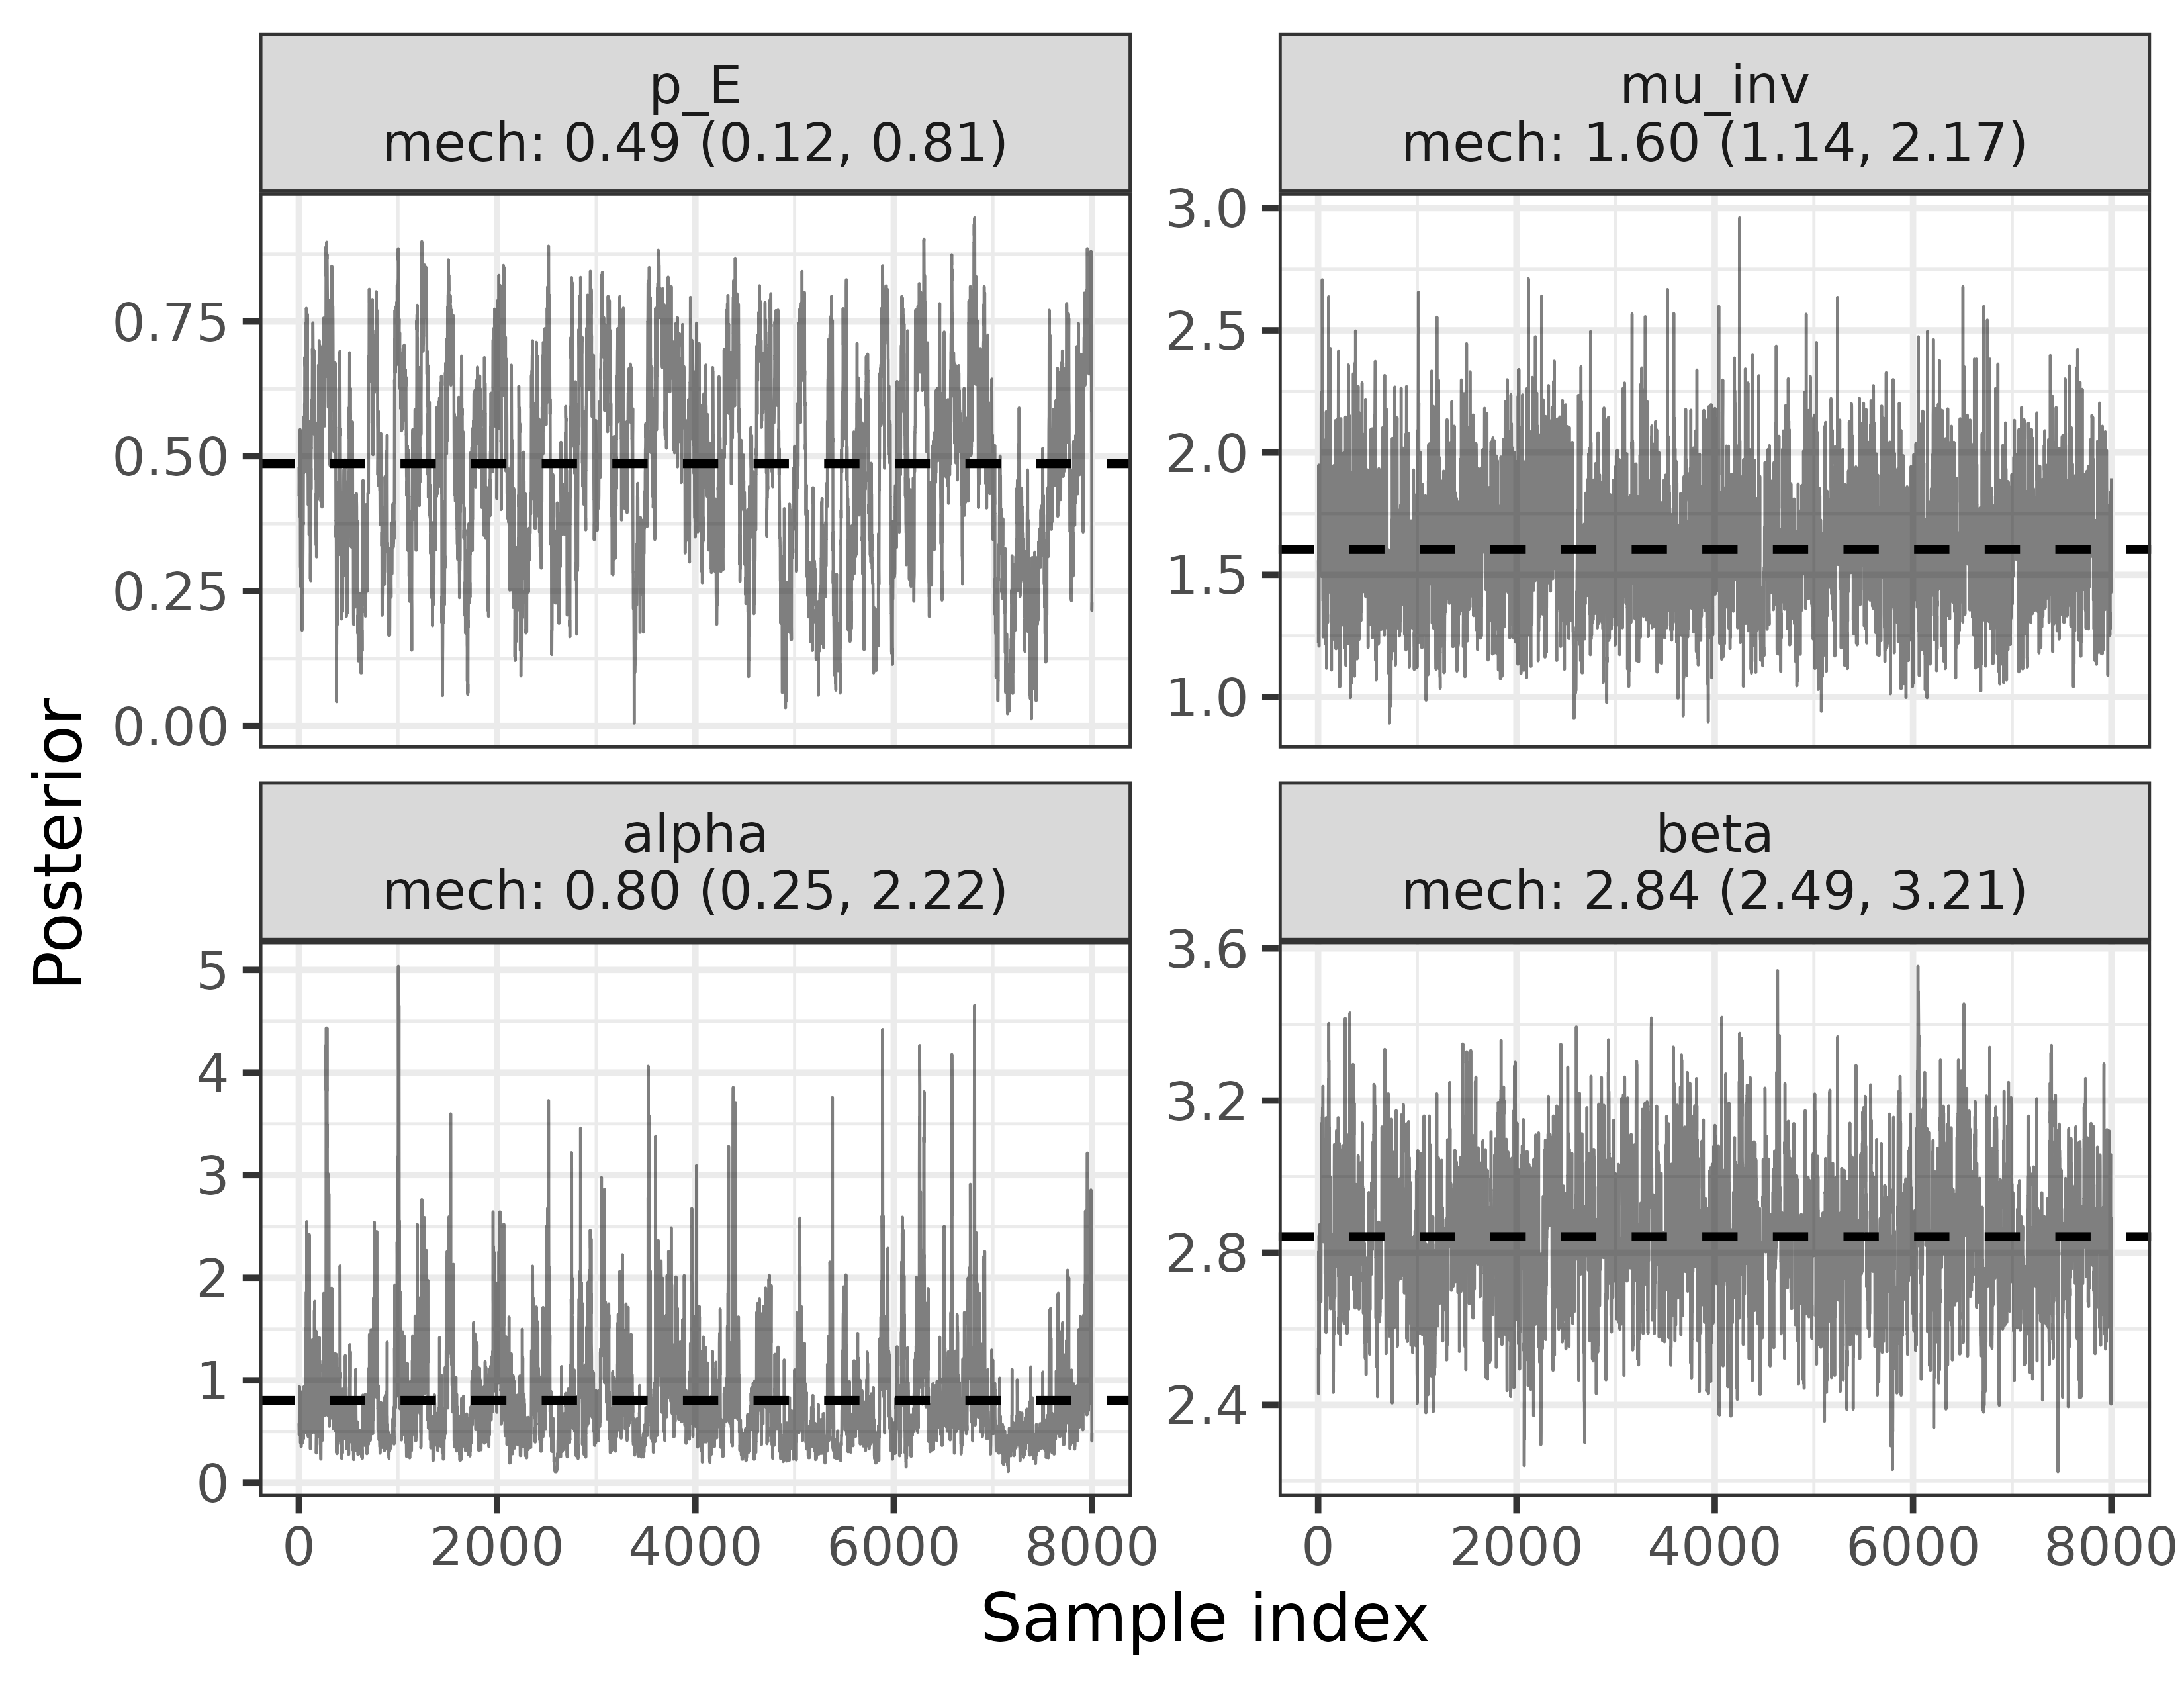 p_E
mech: 0.49 (0.12, 0.81)
mu_inv
mech: 1.60 (1.14, 2.17)
0.75
0.50
0.25
0.00
3.0
2.5
2.0
1.5
1.0
alpha
mech: 0.80 (0.25, 2.22)
beta
mech: 2.84 (2.49, 3.21)
5
4
3
2
1
0
3.6
3.2
2.8
2.4
0 2000 4000 6000 8000
0 2000 4000 6000 8000
Posterior
Sample index